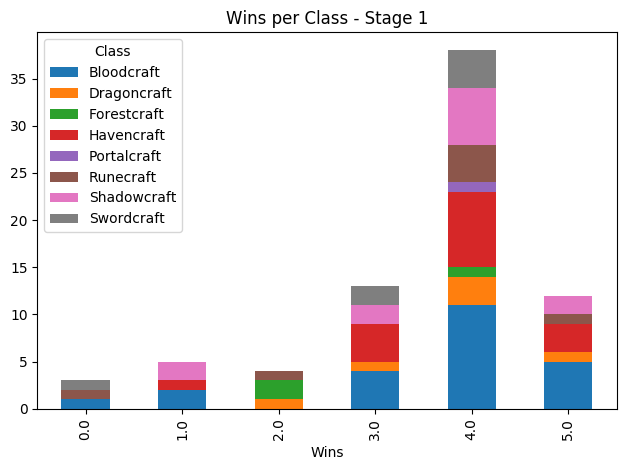 Wins per Class - Stage 1
Class
Bloodcraft
Dragoncraft
Forestcraft
Havencraft
Portalcraft
Runecraft
Shadowcraft
Swordcraft
35
30
25
20
15
10
5
0
0.0 1.0 2.0 3.0 4.0 5.0
Wins